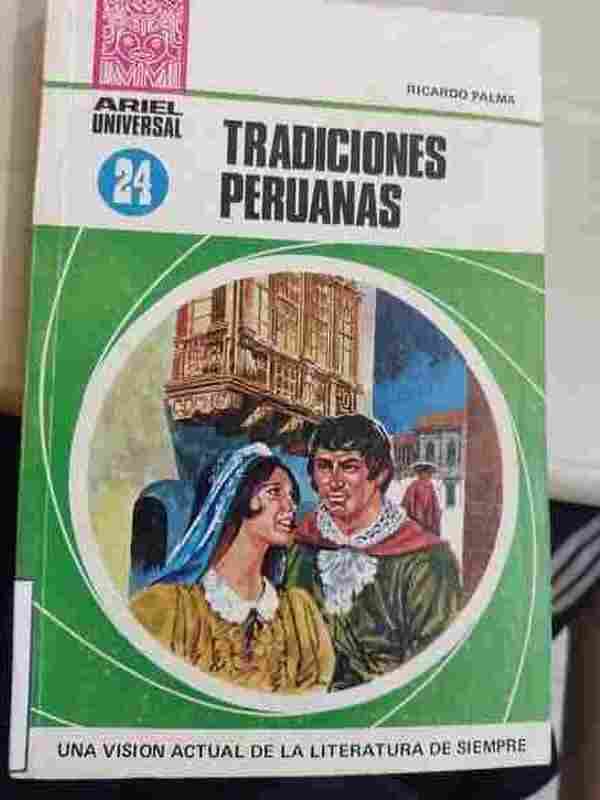 RICARDO PALMA
ARIEL
UNIVERSAL
24
TRADICIONES
PERUANAS
UNA VISION ACTUAL DE LA LITERATURA DE SIEMPRE